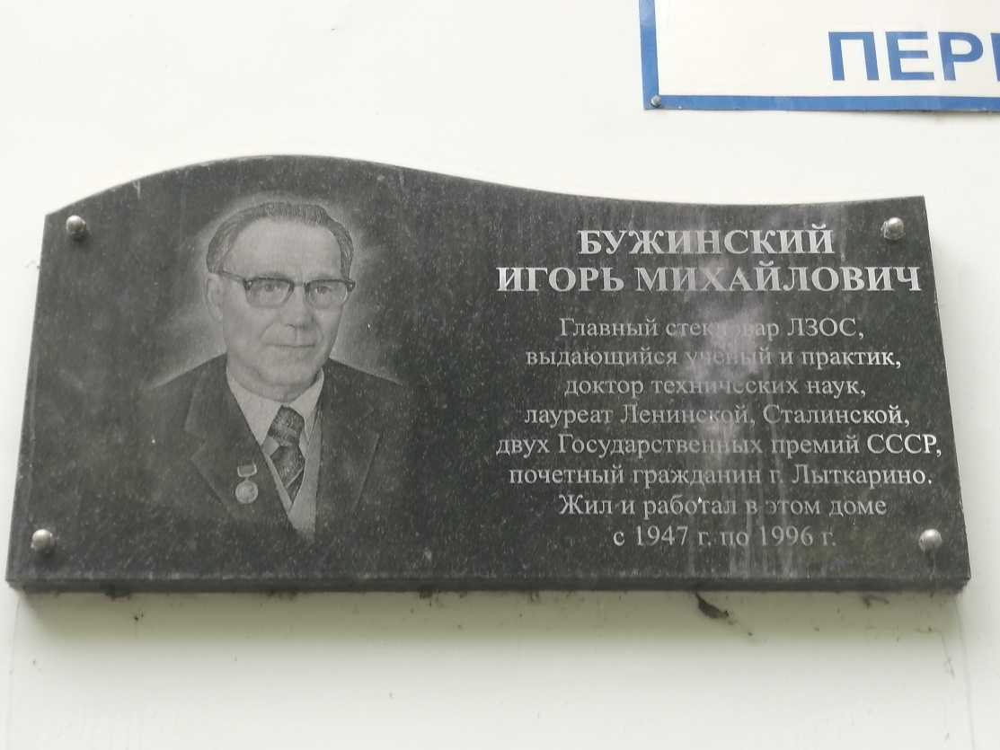 ПЕР
БУЖИНСКИЙ
ИГОРЬ МИХАЙЛОВИЧ
Главный стекловар ЛЗОС,
выдающийся ученый и практик,
доктор технических наук,
лауреат Ленинской, Сталинской,
двух Государственных премий СССР,
почетный гражданин г. Лыткарино.
Жил и работал в этом доме
с 1947 г. по 1996 г.